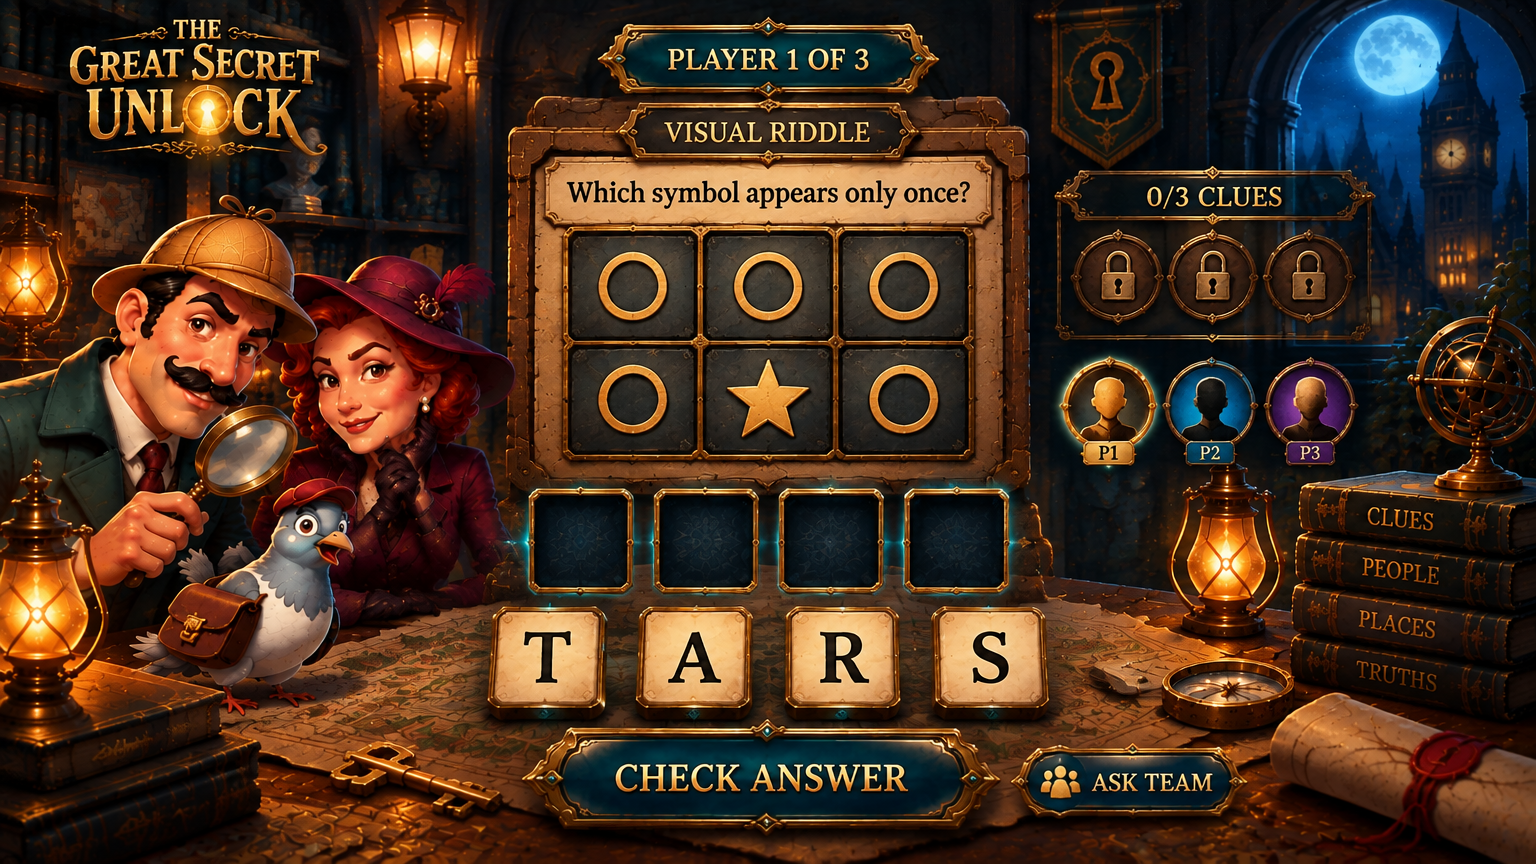 THE
GREAT SECRET
UNLOCK
PLAYER 1 OF 3
VISUAL RIDDLE
Which symbol appears only once?
0/3 CLUES
P1
P2
P3
T A R S
CHECK ANSWER
ASK TEAM
CLUES
PEOPLE
PLACES
TRUTHS